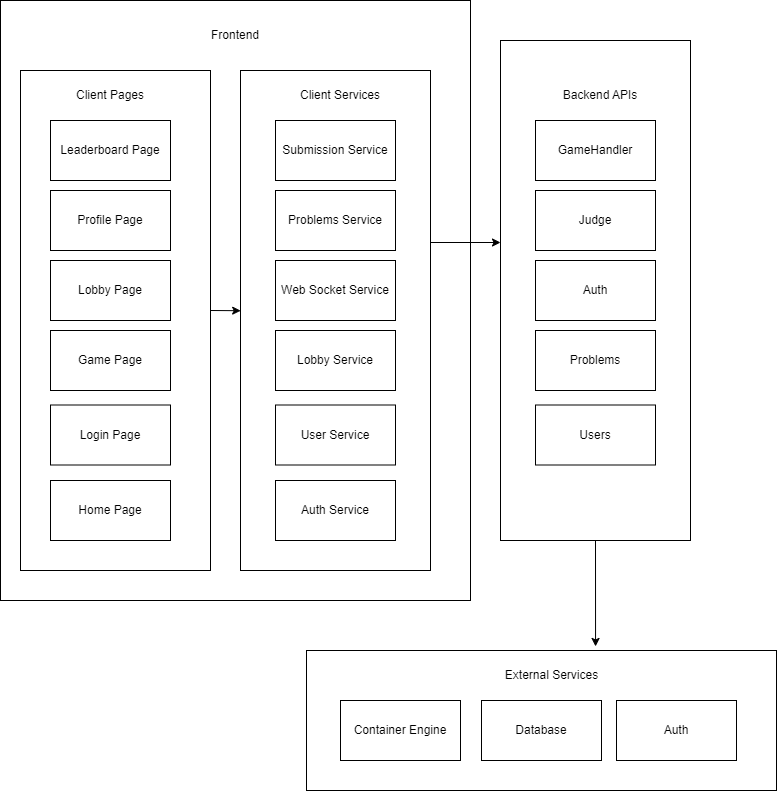 Frontend
Client Pages
Leaderboard Page
Profile Page
Lobby Page
Game Page
Login Page
Home Page
Client Services
Submission Service
Problems Service
Web Socket Service
Lobby Service
User Service
Auth Service
Backend APIs
GameHandler
Judge
Auth
Problems
Users
External Services
Container Engine
Database
Auth